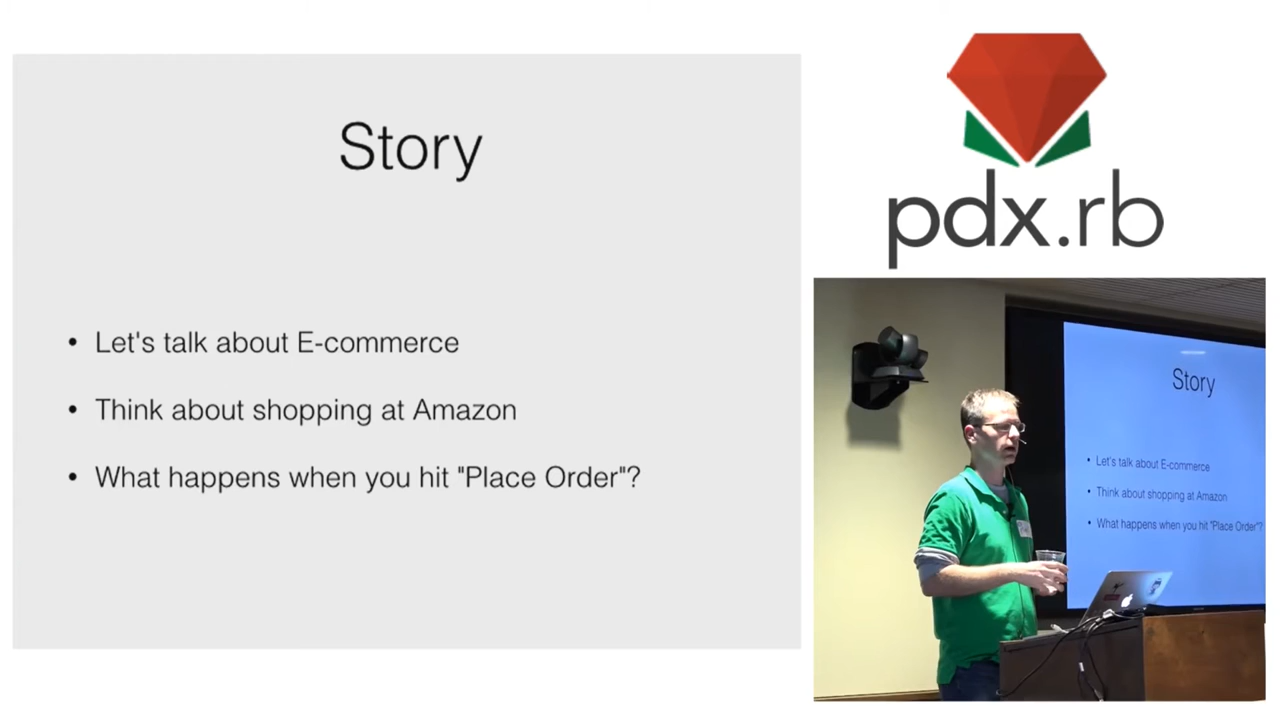 Story
• Let's talk about E-commerce
• Think about shopping at Amazon
• What happens when you hit "Place Order"?
pdx.rb
Story
• Let's talk about E-commerce
• Think about shopping at Amazon
• What happens when you hit "Place Order"?